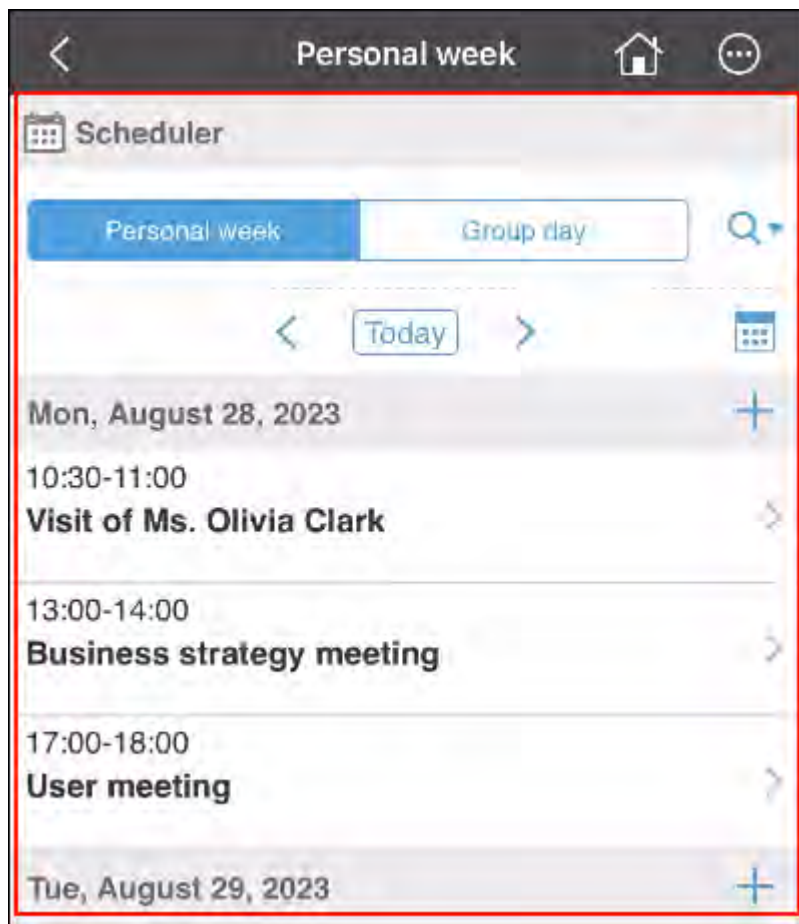 Personal week
Scheduler
Personal week Group day
Today
Mon, August 28, 2023
10:30-11:00
Visit of Ms. Olivia Clark
13:00-14:00
Business strategy meeting
17:00-18:00
User meeting
Tue, August 29, 2023